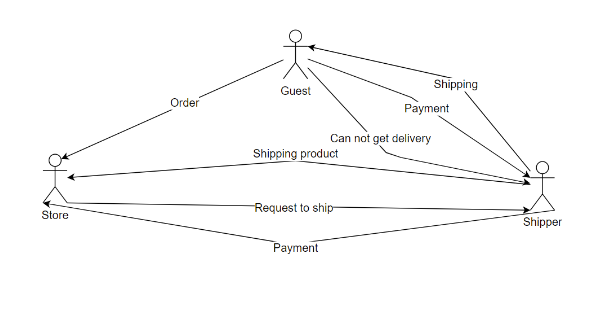 Guest
Shipping
Order
Payment
Can not get delivery
Shipping product
Request to ship
Store
Shipper
Payment